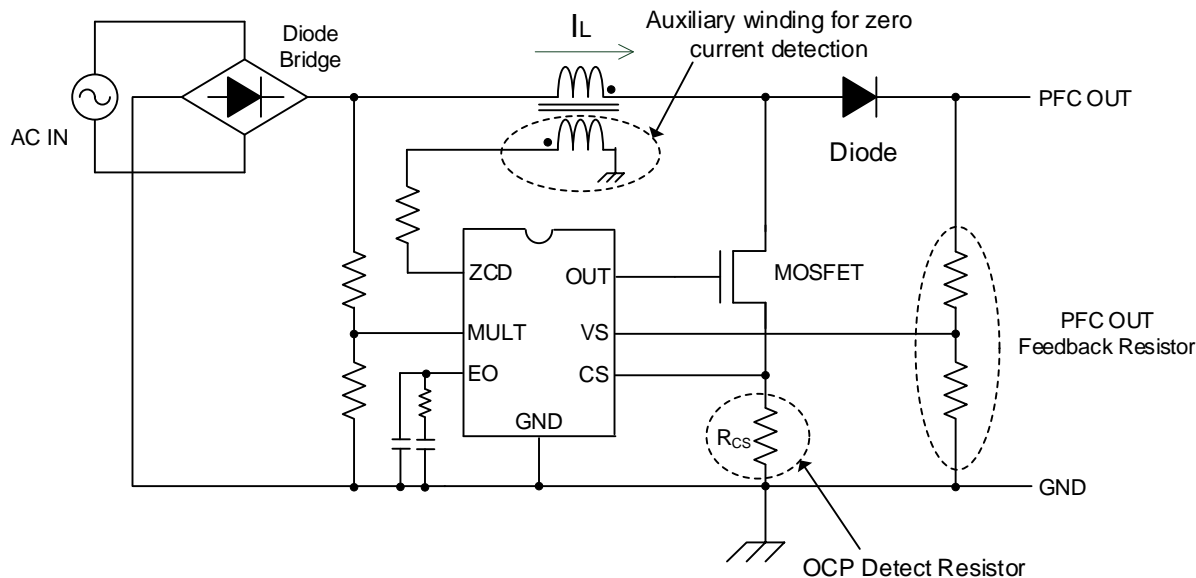 Diode
Bridge
IL
Auxiliary winding for zero
current detection
AC IN
PFC OUT
Diode
ZCD
OUT
MOSFET
MULT
VS
EO
CS
GND
PFC OUT
Feedback Resistor
RCS
GND
OCP Detect Resistor